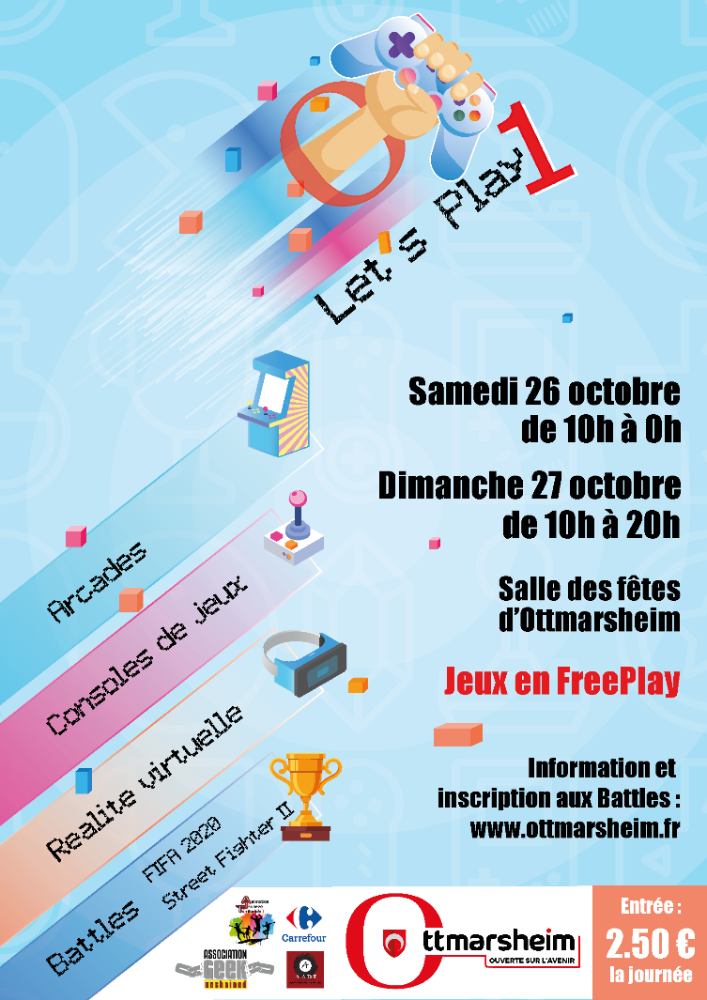 Let's Play 1
Samedi 26 octobre
de 10h à 0h
Dimanche 27 octobre
de 10h à 20h
Salle des fêtes
d'Ottmarsheim
Jeux en FreePlay
Information et
inscription aux Battles :
www.ottmarsheim.fr
Arcades
Consoles de jeux
Realite virtuelle
Battles
FIFA 2020
Street Fighter II
Carrefour
ASSOCIATION
GEEK
unchained
Ottmarsheim
OUVERTE SUR L'AVENIR
Entrée :
2.50 €
la journée